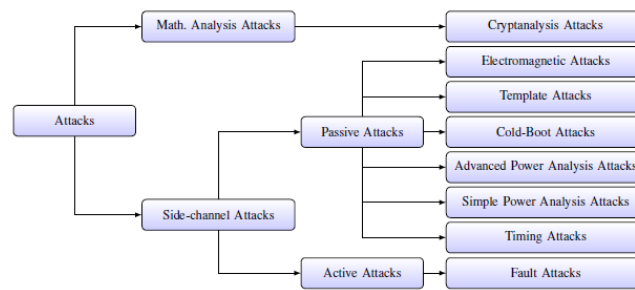 Math. Analysis Attacks
Cryptanalysis Attacks
Electromagnetic Attacks
Template Attacks
Attacks
Passive Attacks
Cold-Boot Attacks
Advanced Power Analysis Attacks
Simple Power Analysis Attacks
Side-channel Attacks
Timing Attacks
Active Attacks
Fault Attacks